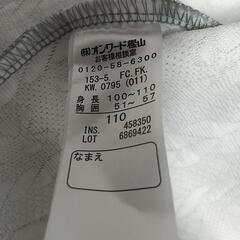 ㈱オンワード樫山
お客様相談室
0120-58-6300
153-5. FC.FK.
KW.0795 (011)
身長 100~110
胸囲 51~ 57
110
INS. 458350
LOT 6869422
なまえ